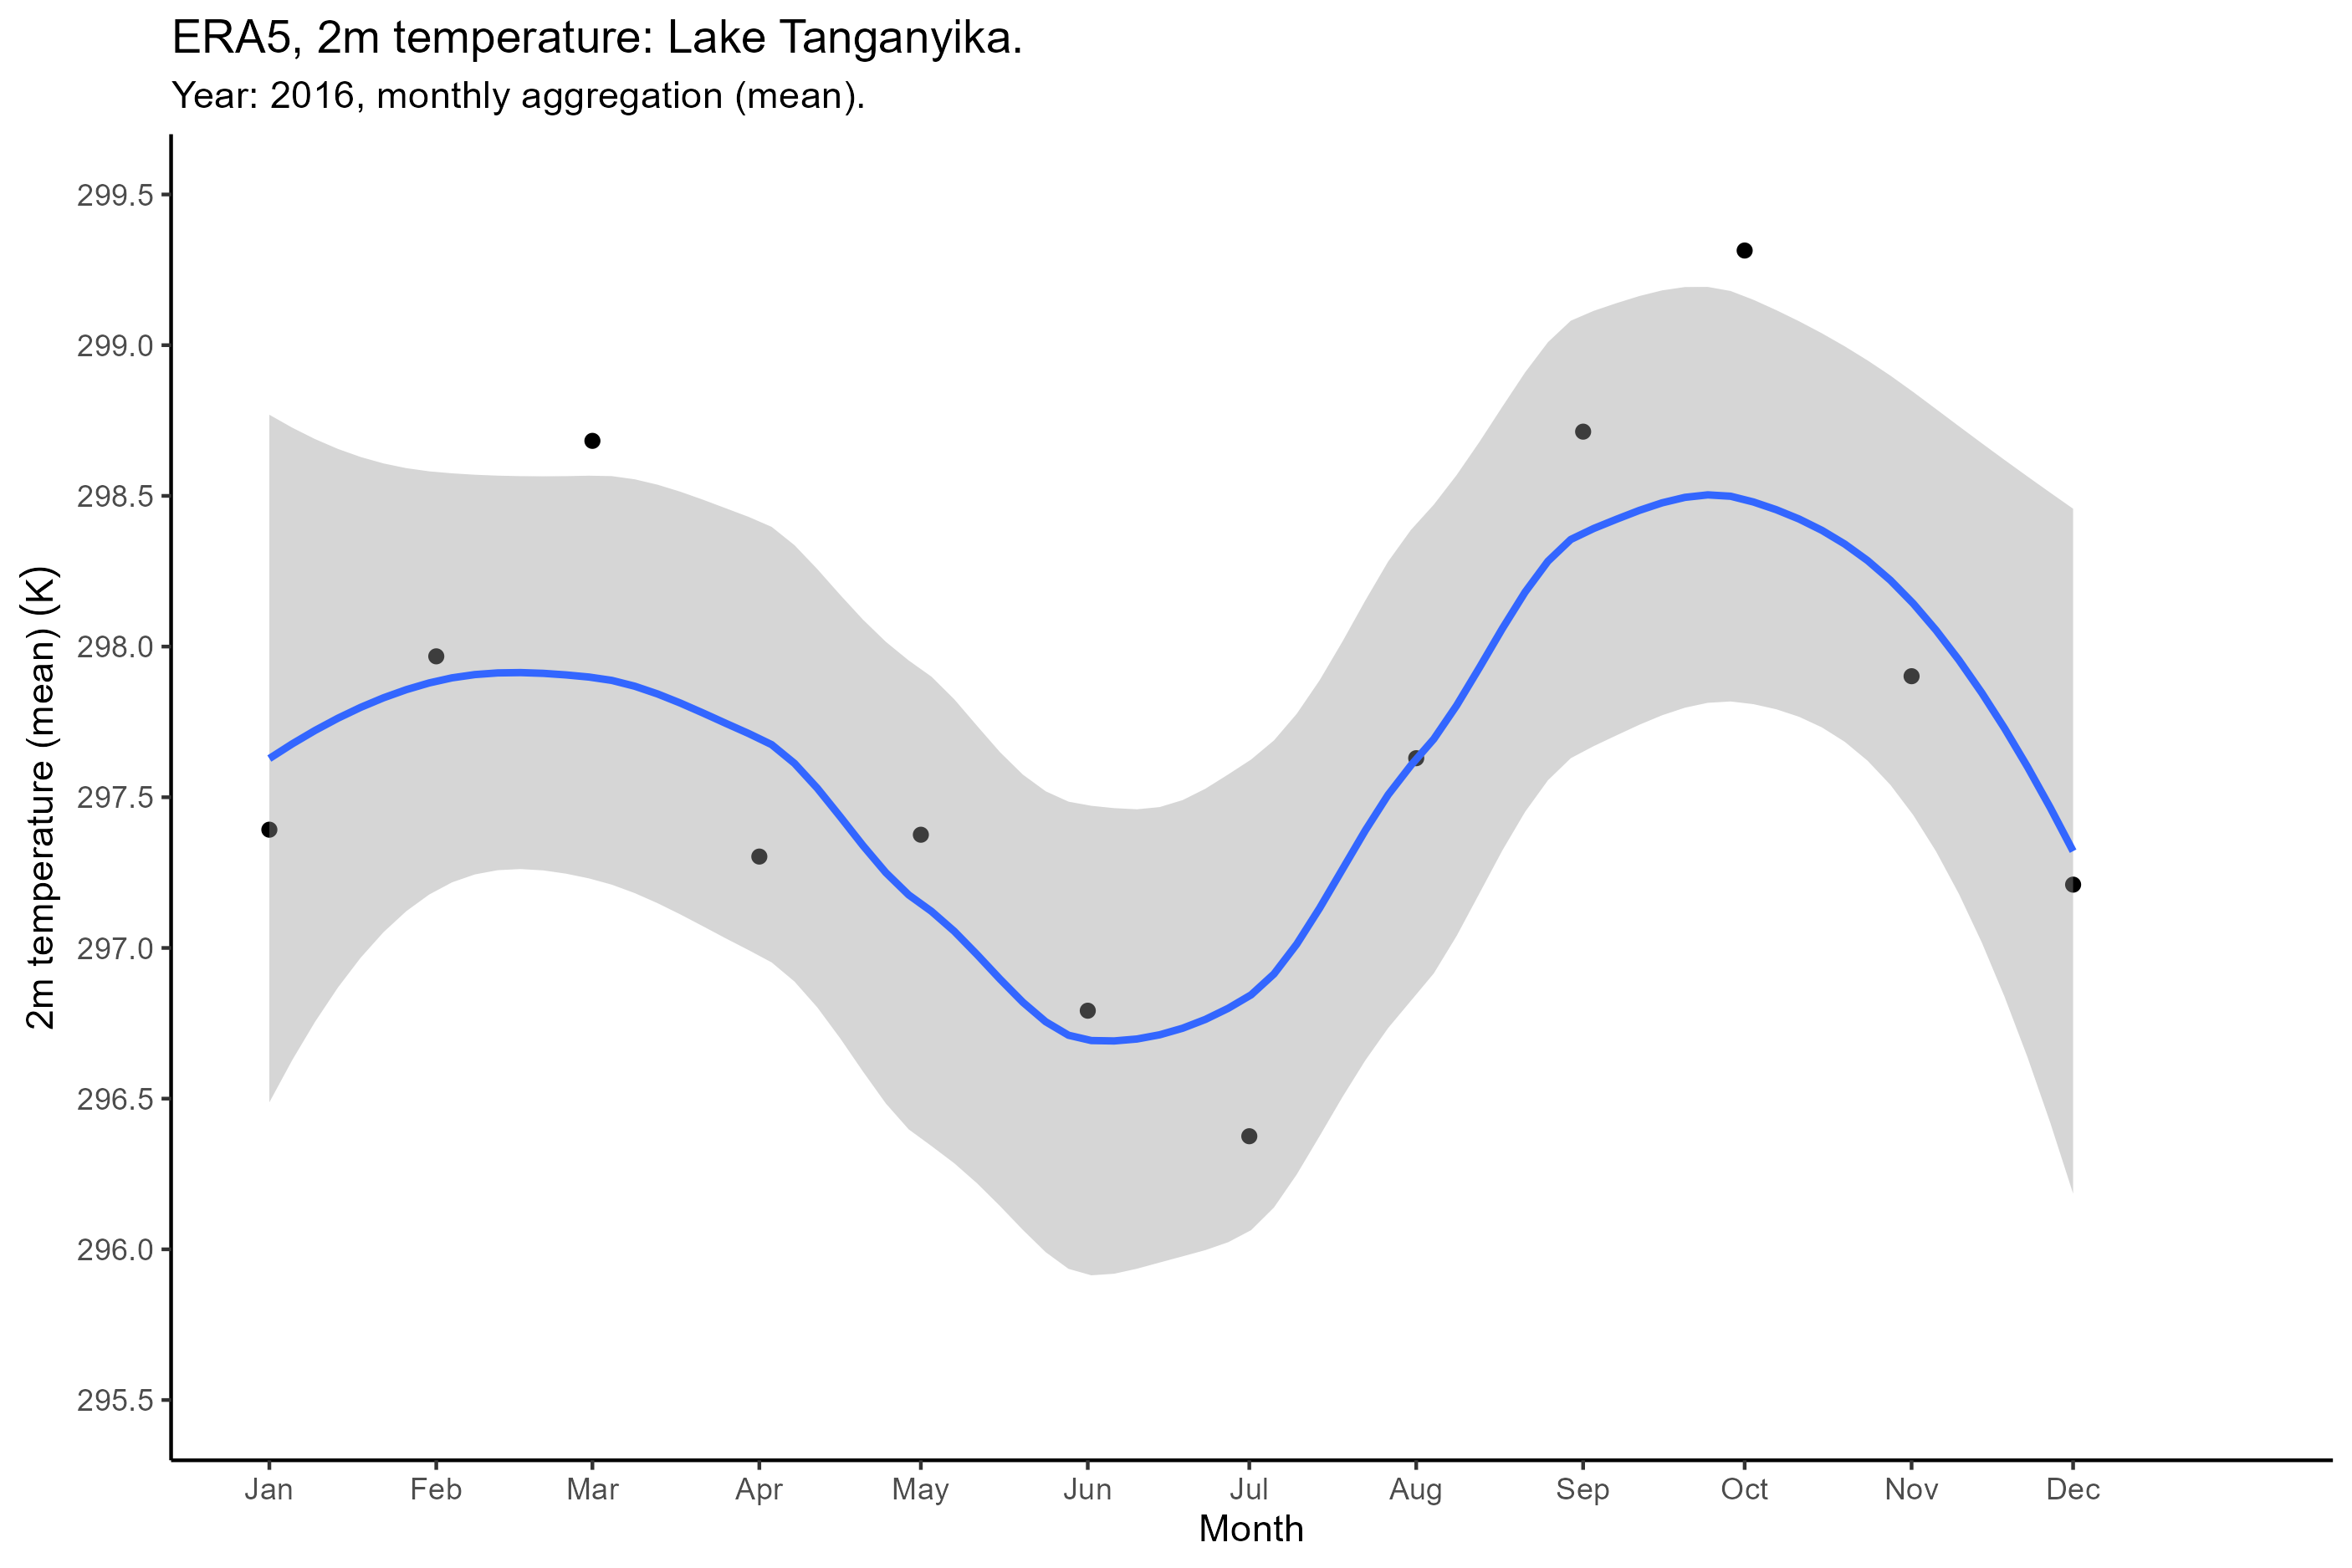 ERA5, 2m temperature: Lake Tanganyika.
Year: 2016, monthly aggregation (mean).
2m temperature (mean) (K)
299.5
299.0
298.5
298.0
297.5
297.0
296.5
296.0
295.5
Jan Feb Mar Apr May Jun Jul Aug Sep Oct Nov Dec
Month